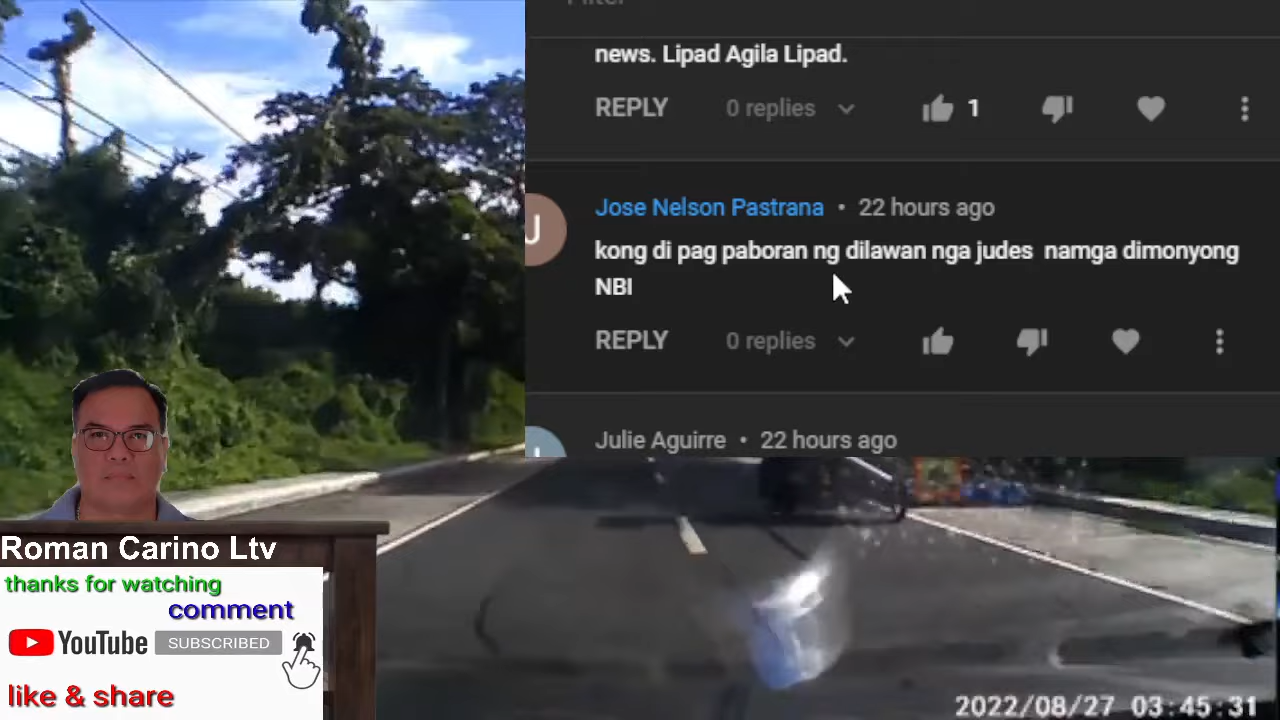 news. Lipad Agila Lipad.
REPLY 0 replies 1
Jose Nelson Pastrana • 22 hours ago
kong di pag paboran ng dilawan nga judes namga dimonyong
NBI
REPLY 0 replies
Julie Aguirre • 22 hours ago
Roman Carino Ltv
thanks for watching
comment
YouTube SUBSCRIBED
like & share
2022/08/27 03:45:31